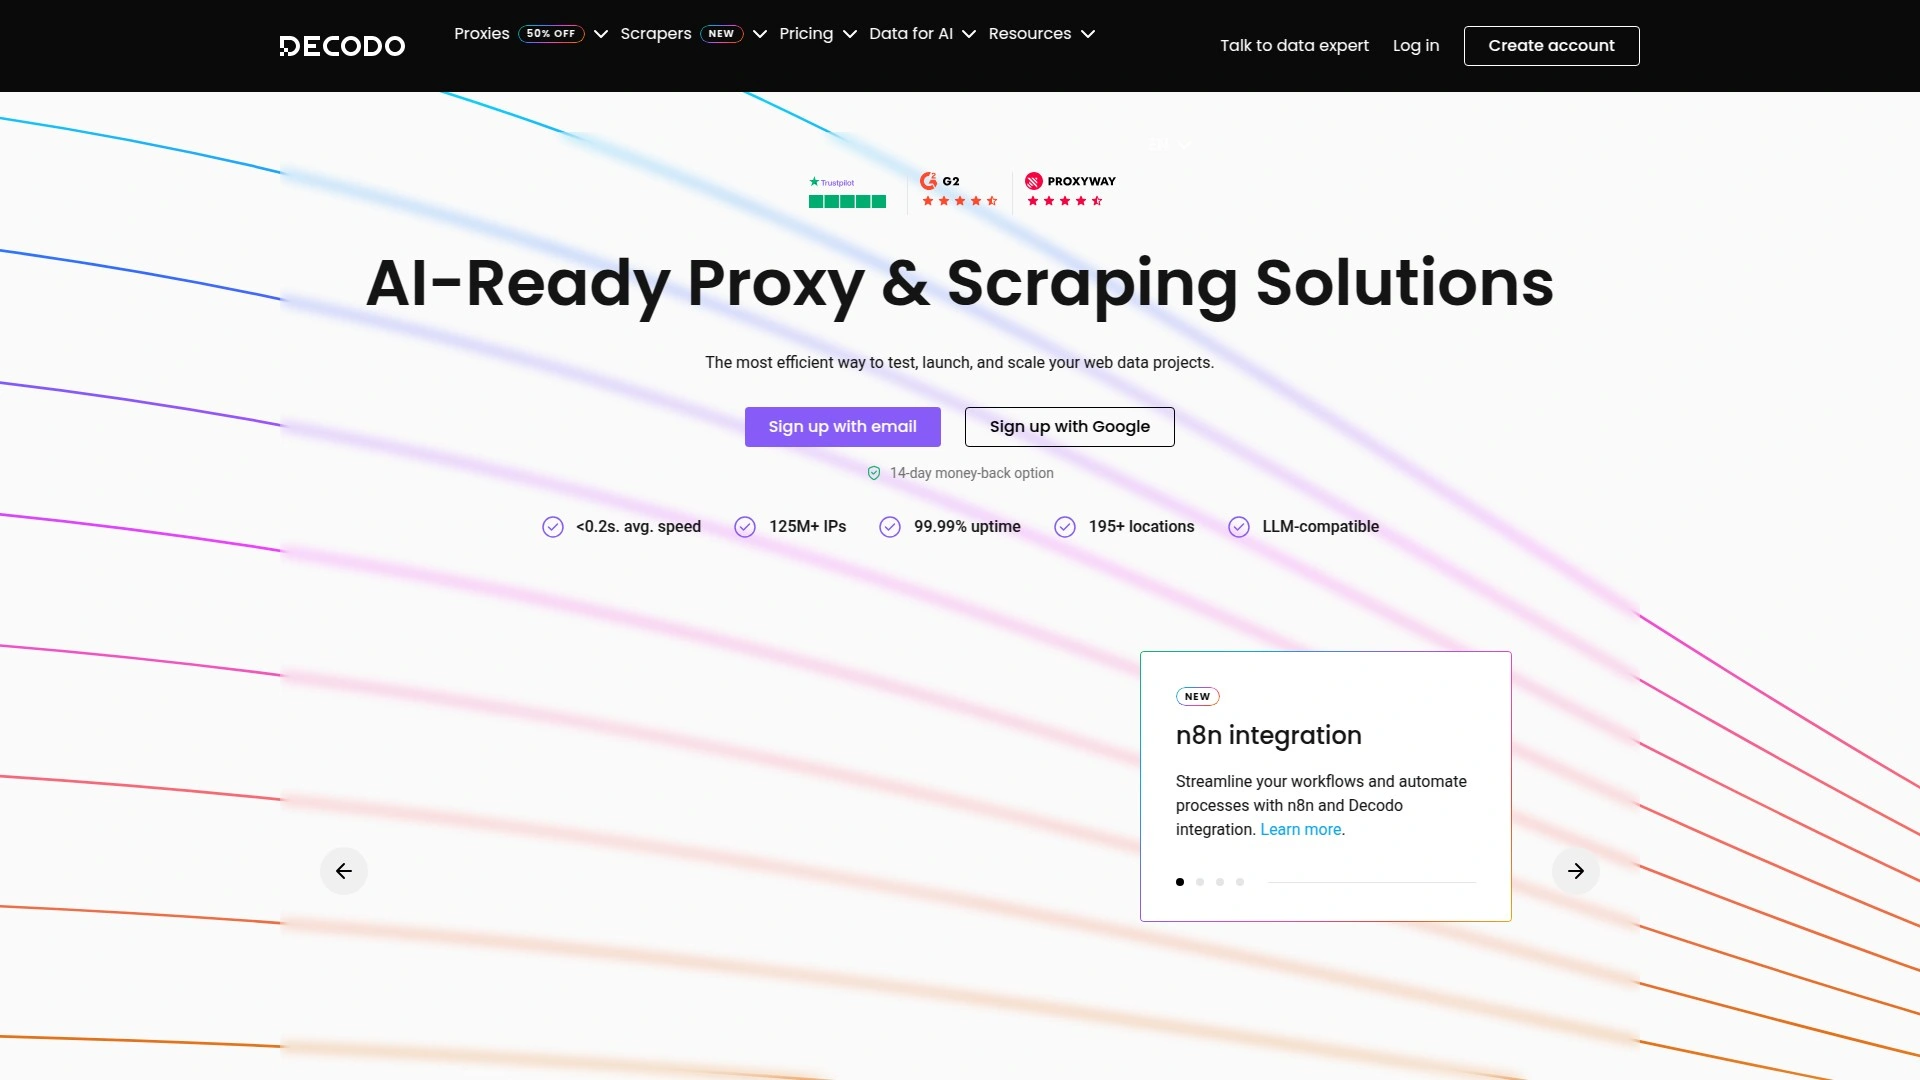 DECODO
Proxies 50% OFF Scrapers NEW Pricing Data for AI Resources
Talk to data expert Log in Create account
Trustpilot G2 PROXYWAY
AI-Ready Proxy & Scraping Solutions
The most efficient way to test, launch, and scale your web data projects.
Sign up with email Sign up with Google
14-day money-back option
<0.2s. avg. speed 125M+ IPs 99.99% uptime 195+ locations LLM-compatible
NEW
n8n integration
Streamline your workflows and automate
processes with n8n and Decodo
integration. Learn more.